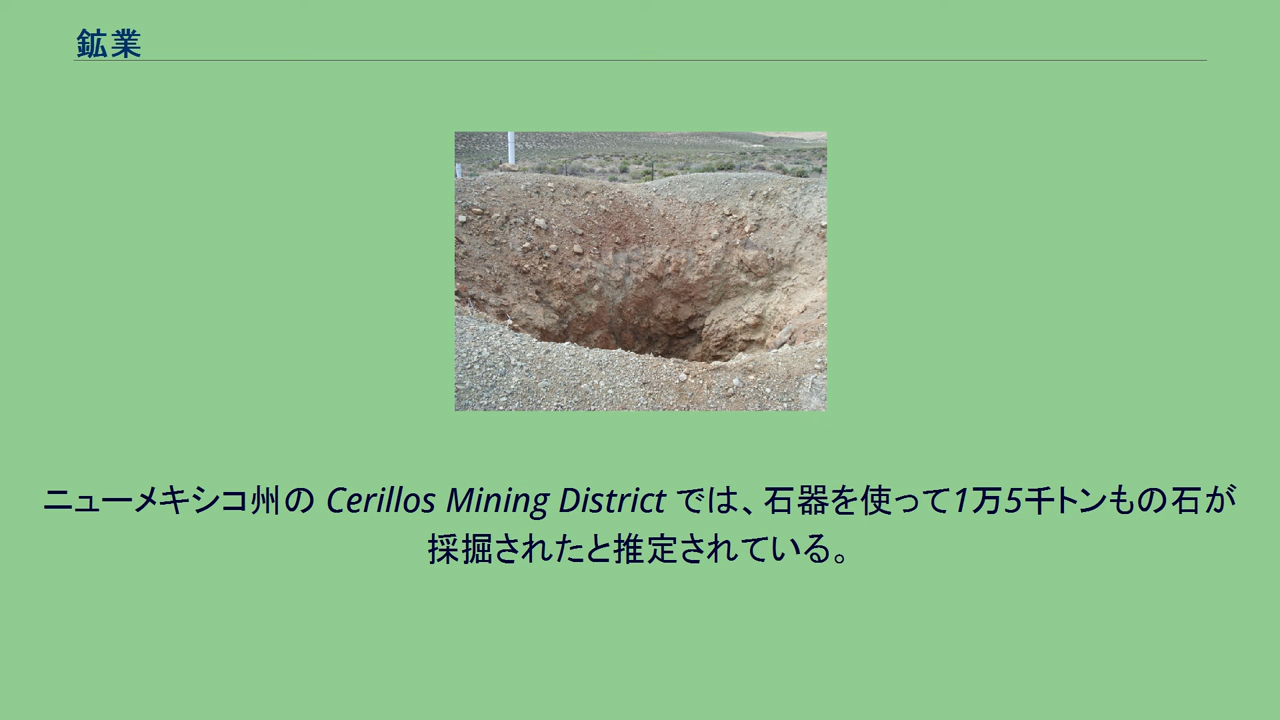 鉱業
ニューメキシコ州の Cerillos Mining District では、石器を使って1万5千トンもの石が
採掘されたと推定されている。